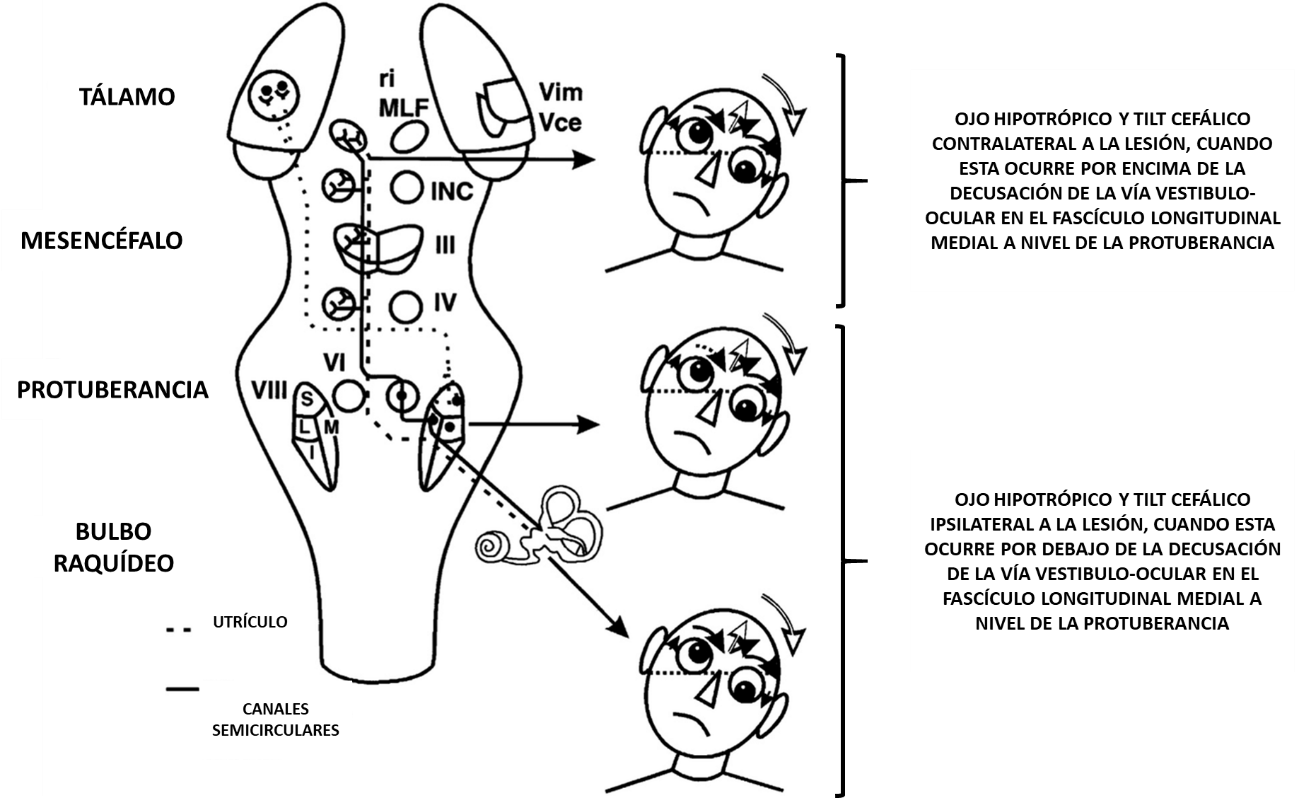 TÁLAMO
ri
MLF
Vim
Vce
INC
MESENCÉFALO
III
IV
VI
PROTUBERANCIA
VIII
S
L M
I
BULBO
RAQUÍDEO
UTRÍCULO
CANALES
SEMICIRCULARES
OJO HIPOTRÓPICO Y TILT CEFÁLICO
CONTRALATERAL A LA LESIÓN, CUANDO
ESTA OCURRE POR ENCIMA DE LA
DECUSACIÓN DE LA VÍA VESTIBULO-
OCULAR EN EL FASCÍCULO LONGITUDINAL
MEDIAL A NIVEL DE LA PROTUBERANCIA
OJO HIPOTRÓPICO Y TILT CEFÁLICO
IPSILATERAL A LA LESIÓN, CUANDO ESTA
OCURRE POR DEBAJO DE LA DECUSACIÓN
DE LA VÍA VESTIBULO-OCULAR EN EL
FASCÍCULO LONGITUDINAL MEDIAL A
NIVEL DE LA PROTUBERANCIA